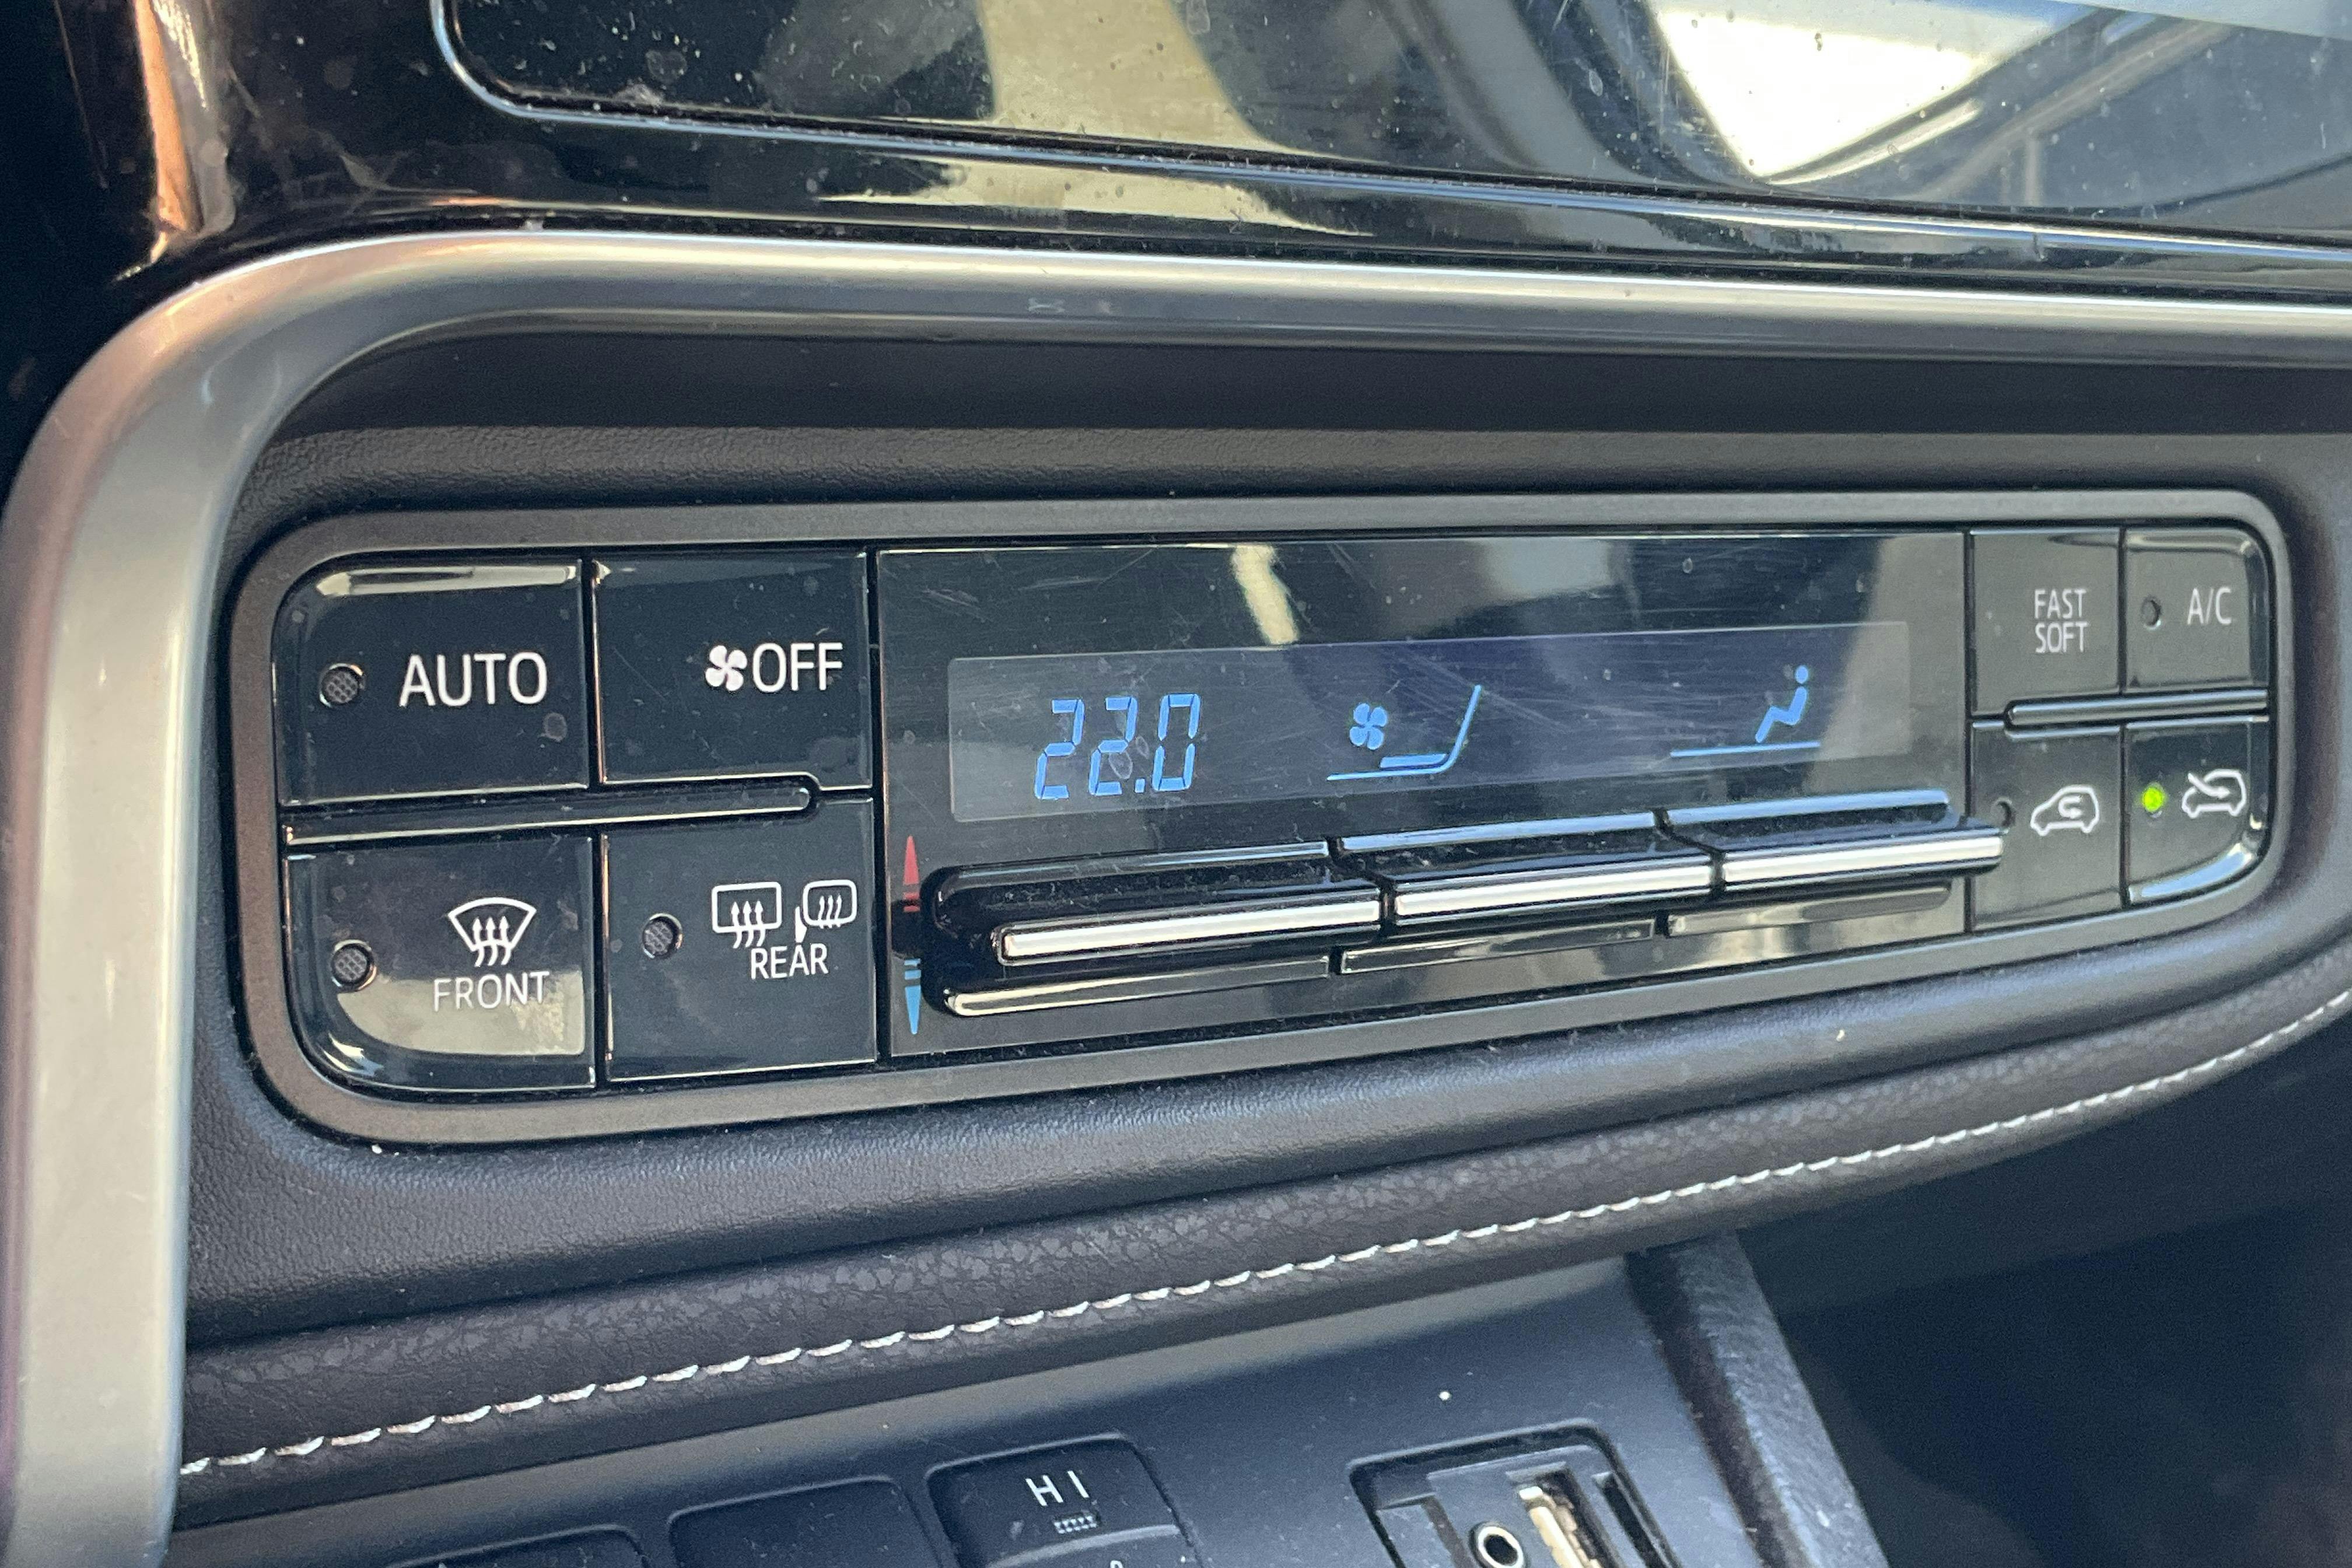 AUTO
OFF
22.0
FAST
SOFT
A/C
FRONT
REAR
HI